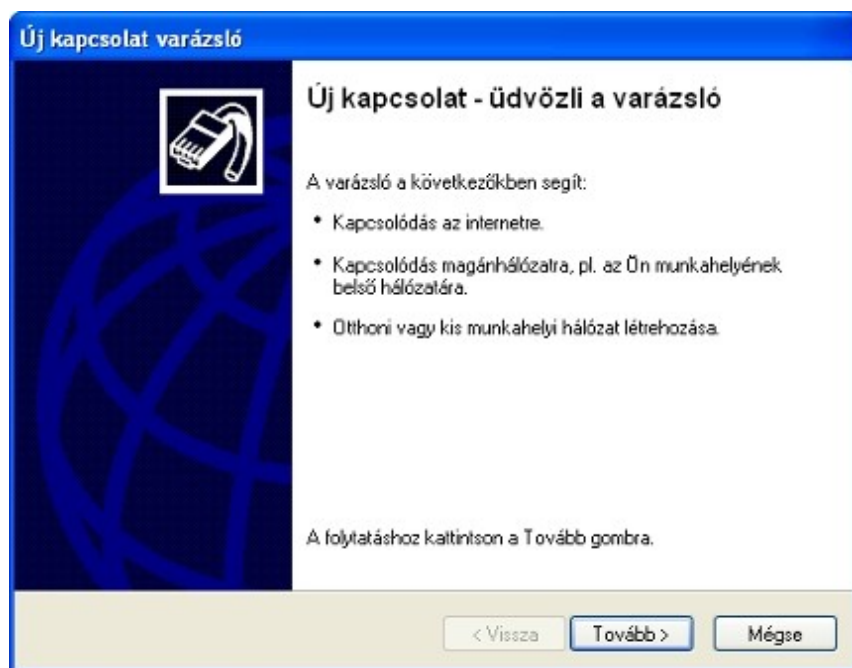 Új kapcsolat varázsló
Új kapcsolat - üdvözli a varázsló
A varázsló a következőkben segít:
• Kapcsolódás az internetre.
• Kapcsolódás magánhálózatra, pl. az Ön munkahelyének
belső hálózatára.
• Otthoni vagy kis munkahelyi hálózat létrehozása.
A folytatáshoz kattintson a Tovább gombra.
< Vissza Tovább > Mégse